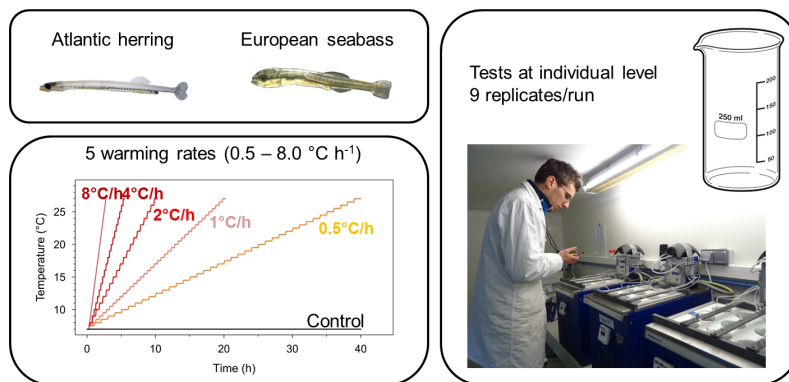 Atlantic herring
European seabass
5 warming rates (0.5 – 8.0 °C h⁻¹)
8°C/h
4°C/h
2°C/h
1°C/h
0.5°C/h
Control
Temperature (°C)
25
20
15
10
0
10
20
30
40
Time (h)
Tests at individual level
9 replicates/run
250 ml
200
150
100
50